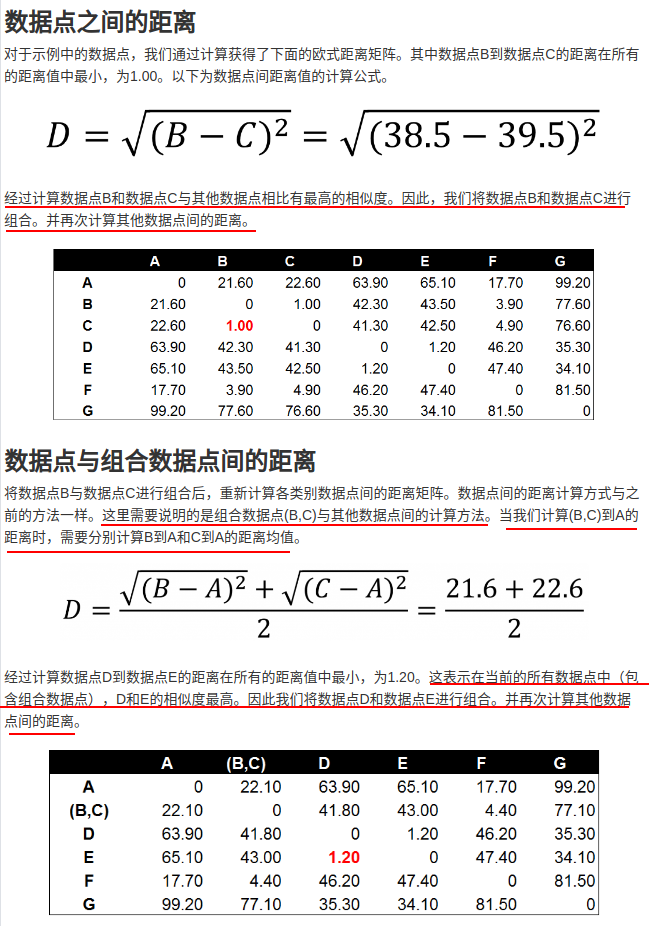 数据点之间的距离
对于示例中的数据点，我们通过计算获得了下面的欧式距离矩阵。其中数据点B到数据点C的距离在所有
的距离值中最小，为1.00。以下为数据点间距离值的计算公式。
D = √(B − C)² = √(38.5 − 39.5)²
经过计算数据点B和数据点C与其他数据点相比有最高的相似度。因此，我们将数据点B和数据点C进行
组合。并再次计算其他数据点间的距离。
A B C D E F G
A 0 21.60 22.60 63.90 65.10 17.70 99.20
B 21.60 0 1.00 42.30 43.50 3.90 77.60
C 22.60 1.00 0 41.30 42.50 4.90 76.60
D 63.90 42.30 41.30 0 1.20 46.20 35.30
E 65.10 43.50 42.50 1.20 0 47.40 34.10
F 17.70 3.90 4.90 46.20 47.40 0 81.50
G 99.20 77.60 76.60 35.30 34.10 81.50 0
数据点与组合数据点间的距离
将数据点B与数据点C进行组合后，重新计算各类别数据点间的距离矩阵。数据点间的距离计算方式与之
前的方法一样。这里需要说明的是组合数据点(B,C)与其他数据点间的计算方法。当我们计算(B,C)到A的
距离时，需要分别计算B到A和C到A的距离均值。
√(B − A)² + √(C − A)² 21.6 + 22.6
D = =
2 2
经过计算数据点D到数据点E的距离在所有的距离值中最小，为1.20。这表示在当前的所有数据点中（包
含组合数据点），D和E的相似度最高。因此我们将数据点D和数据点E进行组合。并再次计算其他数据
点间的距离。
A (B,C) D E F G
A 0 22.10 63.90 65.10 17.70 99.20
(B,C) 22.10 0 41.80 43.00 4.40 77.10
D 63.90 41.80 0 1.20 46.20 35.30
E 65.10 43.00 1.20 0 47.40 34.10
F 17.70 4.40 46.20 47.40 0 81.50
G 99.20 77.10 35.30 34.10 81.50 0